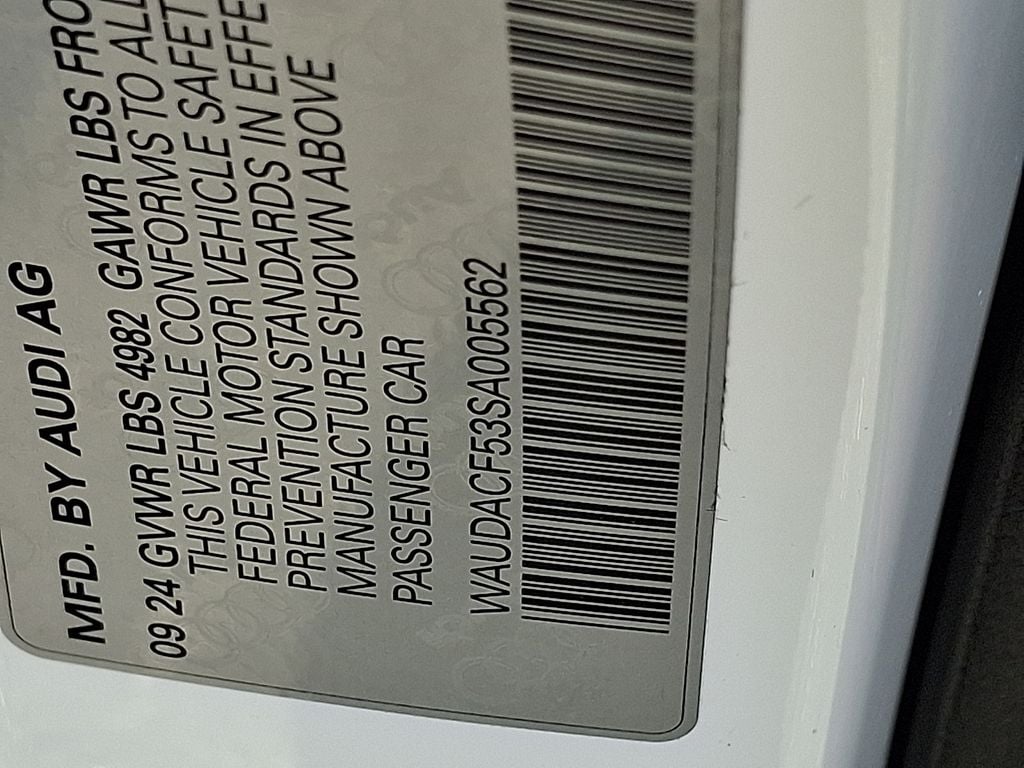 MFD. BY AUDI AG
09 24 GVWR LBS 4982 GAWR LBS FRO
THIS VEHICLE CONFORMS TO ALL
FEDERAL MOTOR VEHICLE SAFET
PREVENTION STANDARDS IN EFFE
MANUFACTURE SHOWN ABOVE
PASSENGER CAR
WAUDACF53SA005562